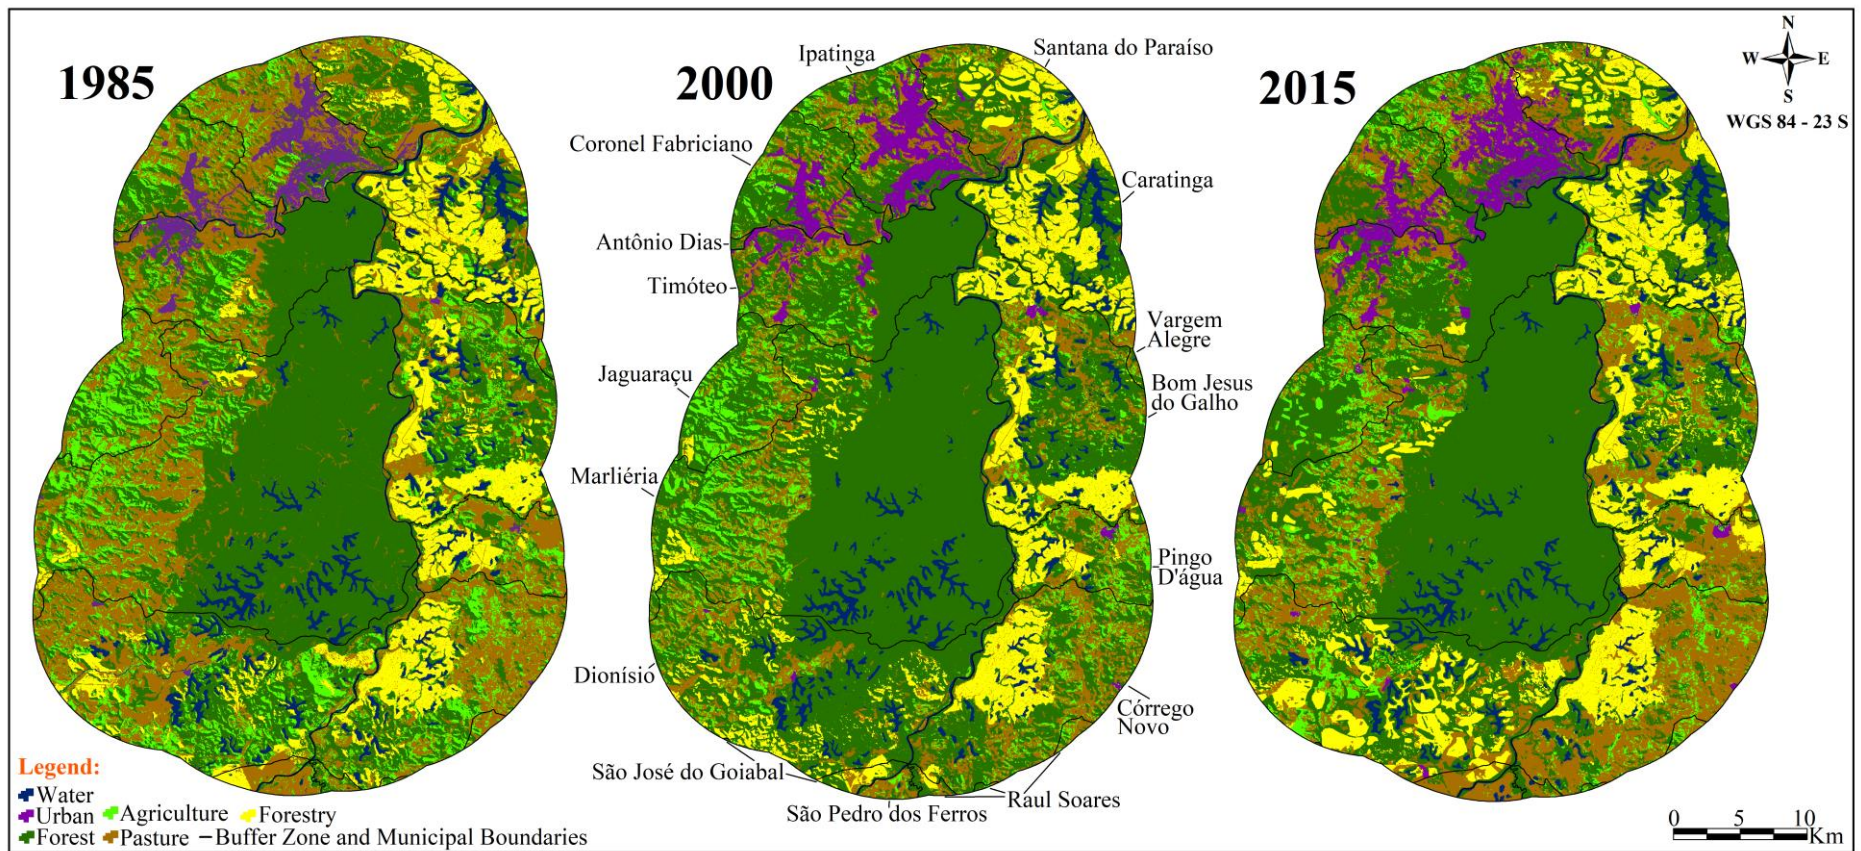 1985
2000
2015
N
W E
S
WGS 84 - 23 S
Ipatinga
Santana do Paraíso
Coronel Fabriciano
Caratinga
Antônio Dias
Timóteo
Vargem
Alegre
Jaguaraçu
Bom Jesus
do Galho
Marliéria
Pingo
D'água
Dionísio
Córrego
Novo
São José do Goiabal
Raul Soares
São Pedro dos Ferros
Legend:
Water
Urban
Agriculture
Forestry
Forest
Pasture
Buffer Zone and Municipal Boundaries
0 5 10
Km